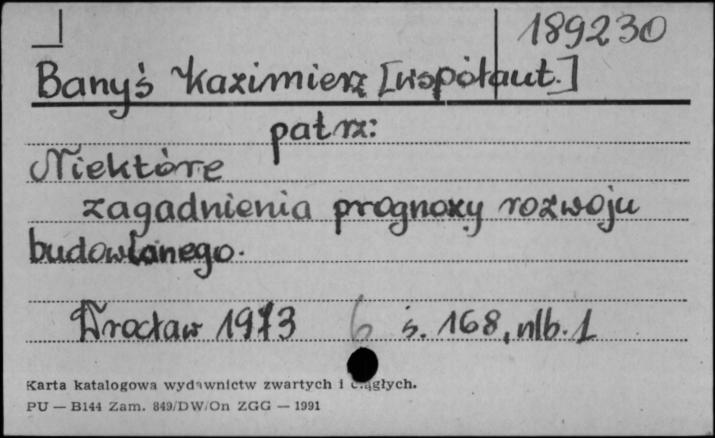 189230
Banyś Kazimierz [współaut.]
patrz:
Niektóre
zagadnienia prognozy rozwoju
budowlanego.
Wrocław 1973 6 s. 168, nlb. 1
Karta katalogowa wydawnictw zwartych i ciągłych.
PU — B144 Zam. 849/DW/On ZGG — 1991